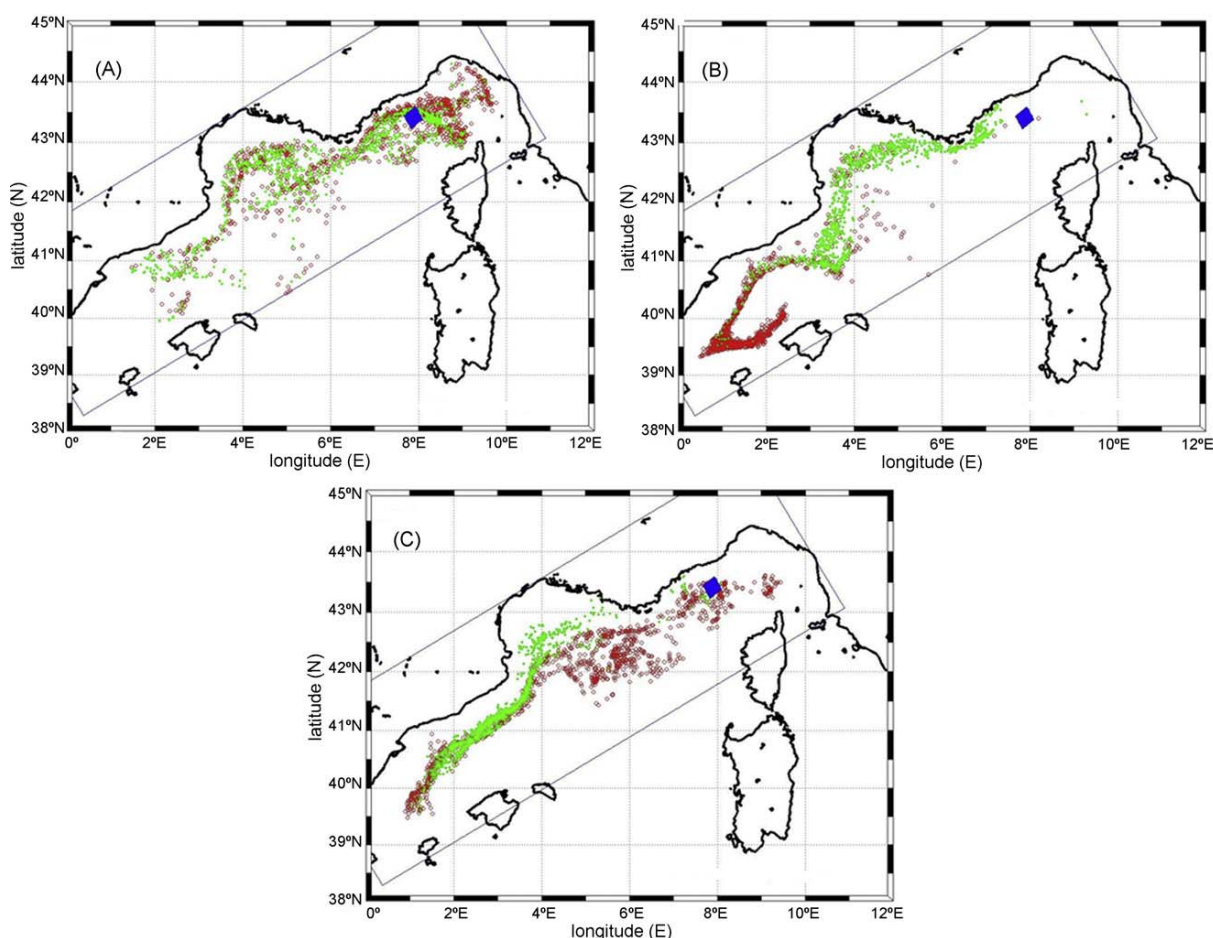 (A)
45ºN
44ºN
43ºN
42ºN
41ºN
40ºN
39ºN
38ºN
latitude (N)
0º 2ºE 4ºE 6ºE 8ºE 10ºE 12ºE
longitude (E)
(B)
45ºN
44ºN
43ºN
42ºN
41ºN
40ºN
39ºN
38ºN
latitude (N)
0º 2ºE 4ºE 6ºE 8ºE 10ºE 12ºE
longitude (E)
(C)
45ºN
44ºN
43ºN
42ºN
41ºN
40ºN
39ºN
38ºN
latitude (N)
0º 2ºE 4ºE 6ºE 8ºE 10ºE 12ºE
longitude (E)